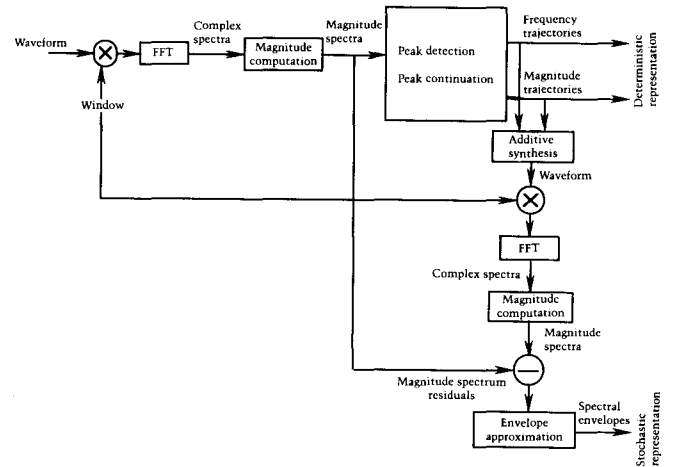 Waveform
FFT
Complex
spectra
Magnitude
computation
Magnitude
spectra
Peak detection
Peak continuation
Frequency
trajectories
Magnitude
trajectories
Deterministic
representation
Window
Additive
synthesis
Waveform
FFT
Complex spectra
Magnitude
computation
Magnitude
spectra
Magnitude spectrum
residuals
Envelope
approximation
Spectral
envelopes
Stochastic
representation